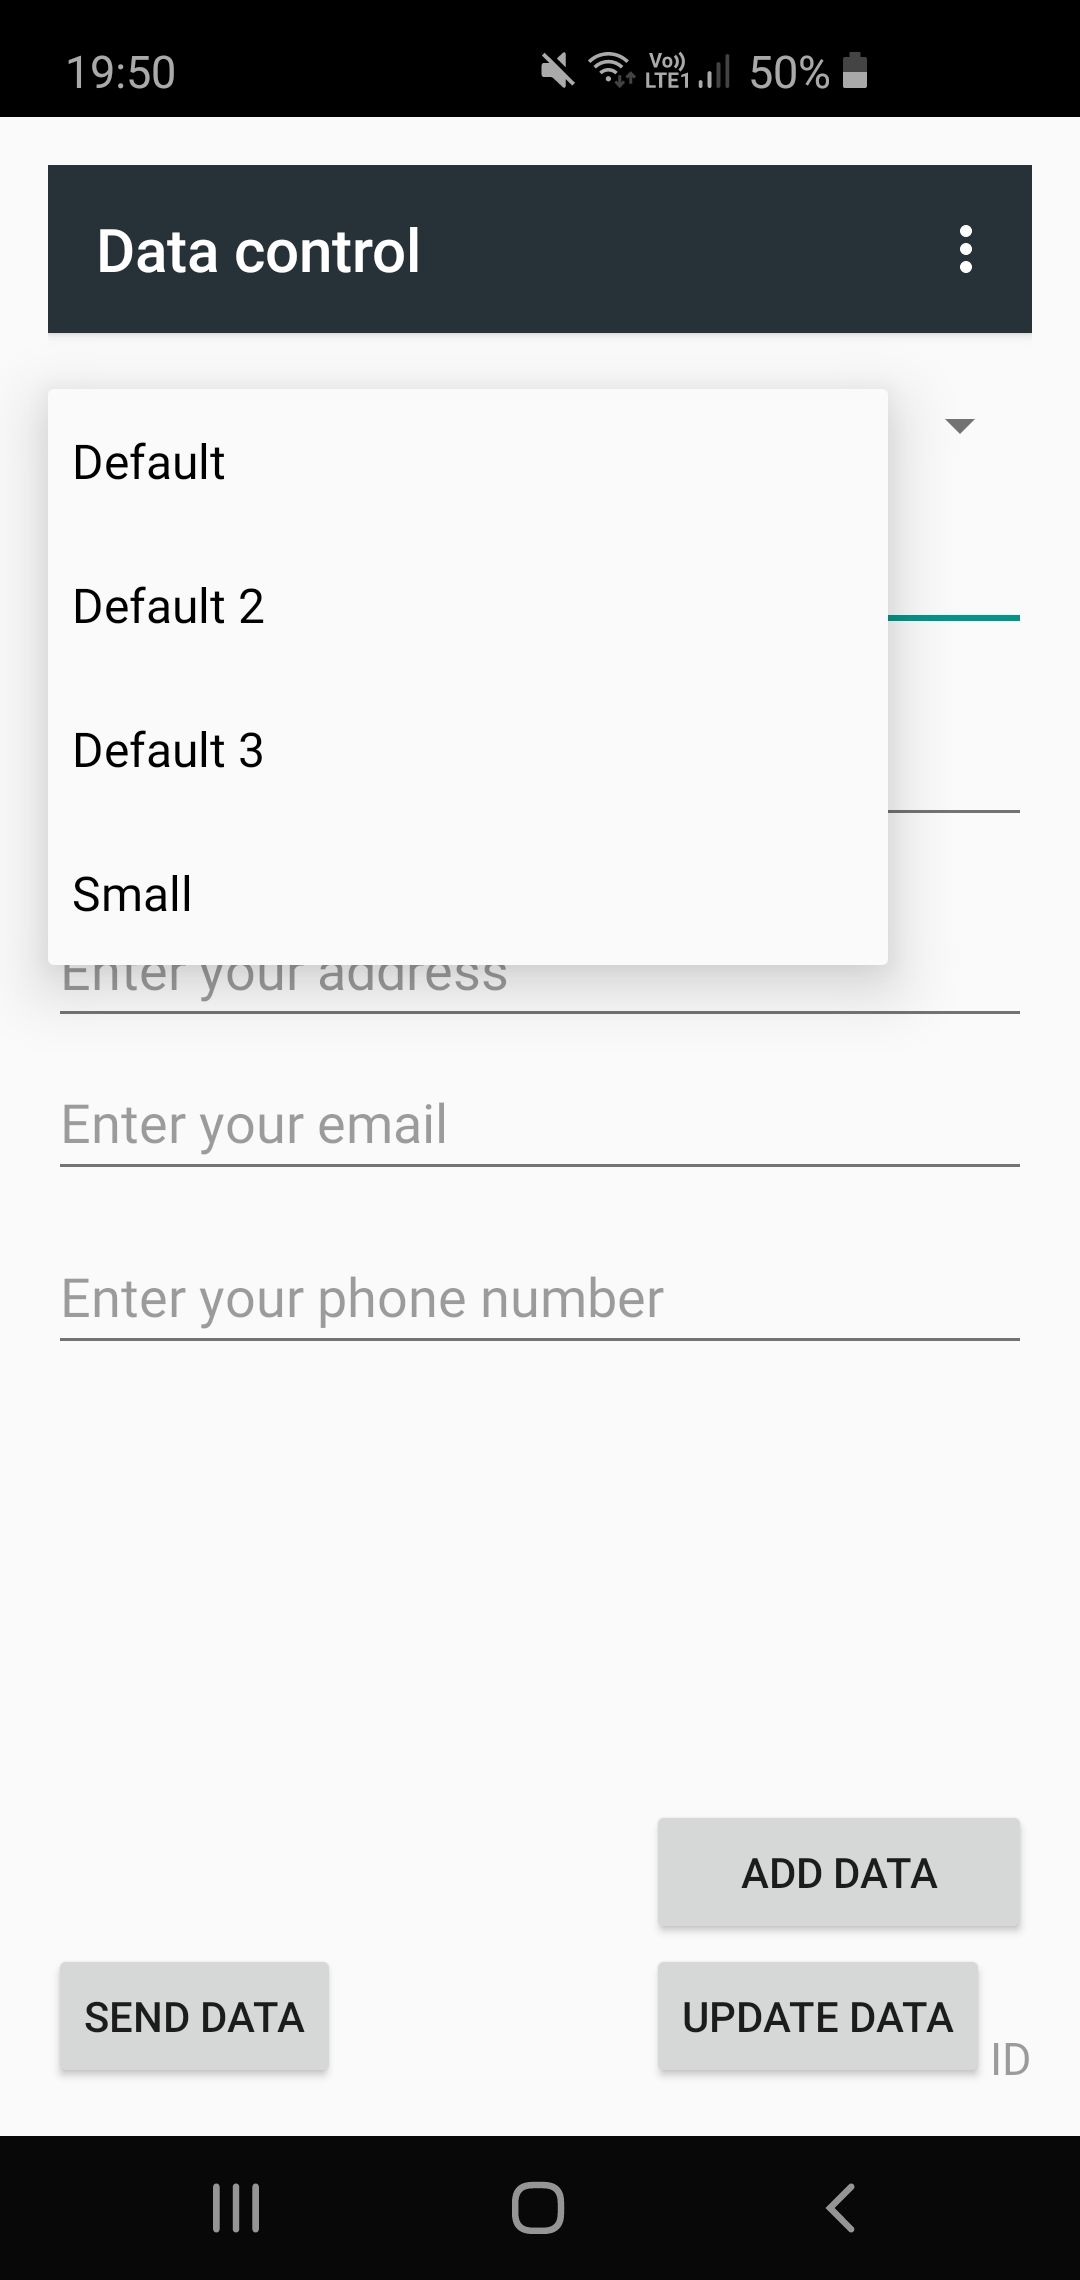 19:50
Vo))
LTE1
50%
Data control
Default
Default 2
Default 3
Small
Enter your address
Enter your email
Enter your phone number
ADD DATA
SEND DATA
UPDATE DATA
ID